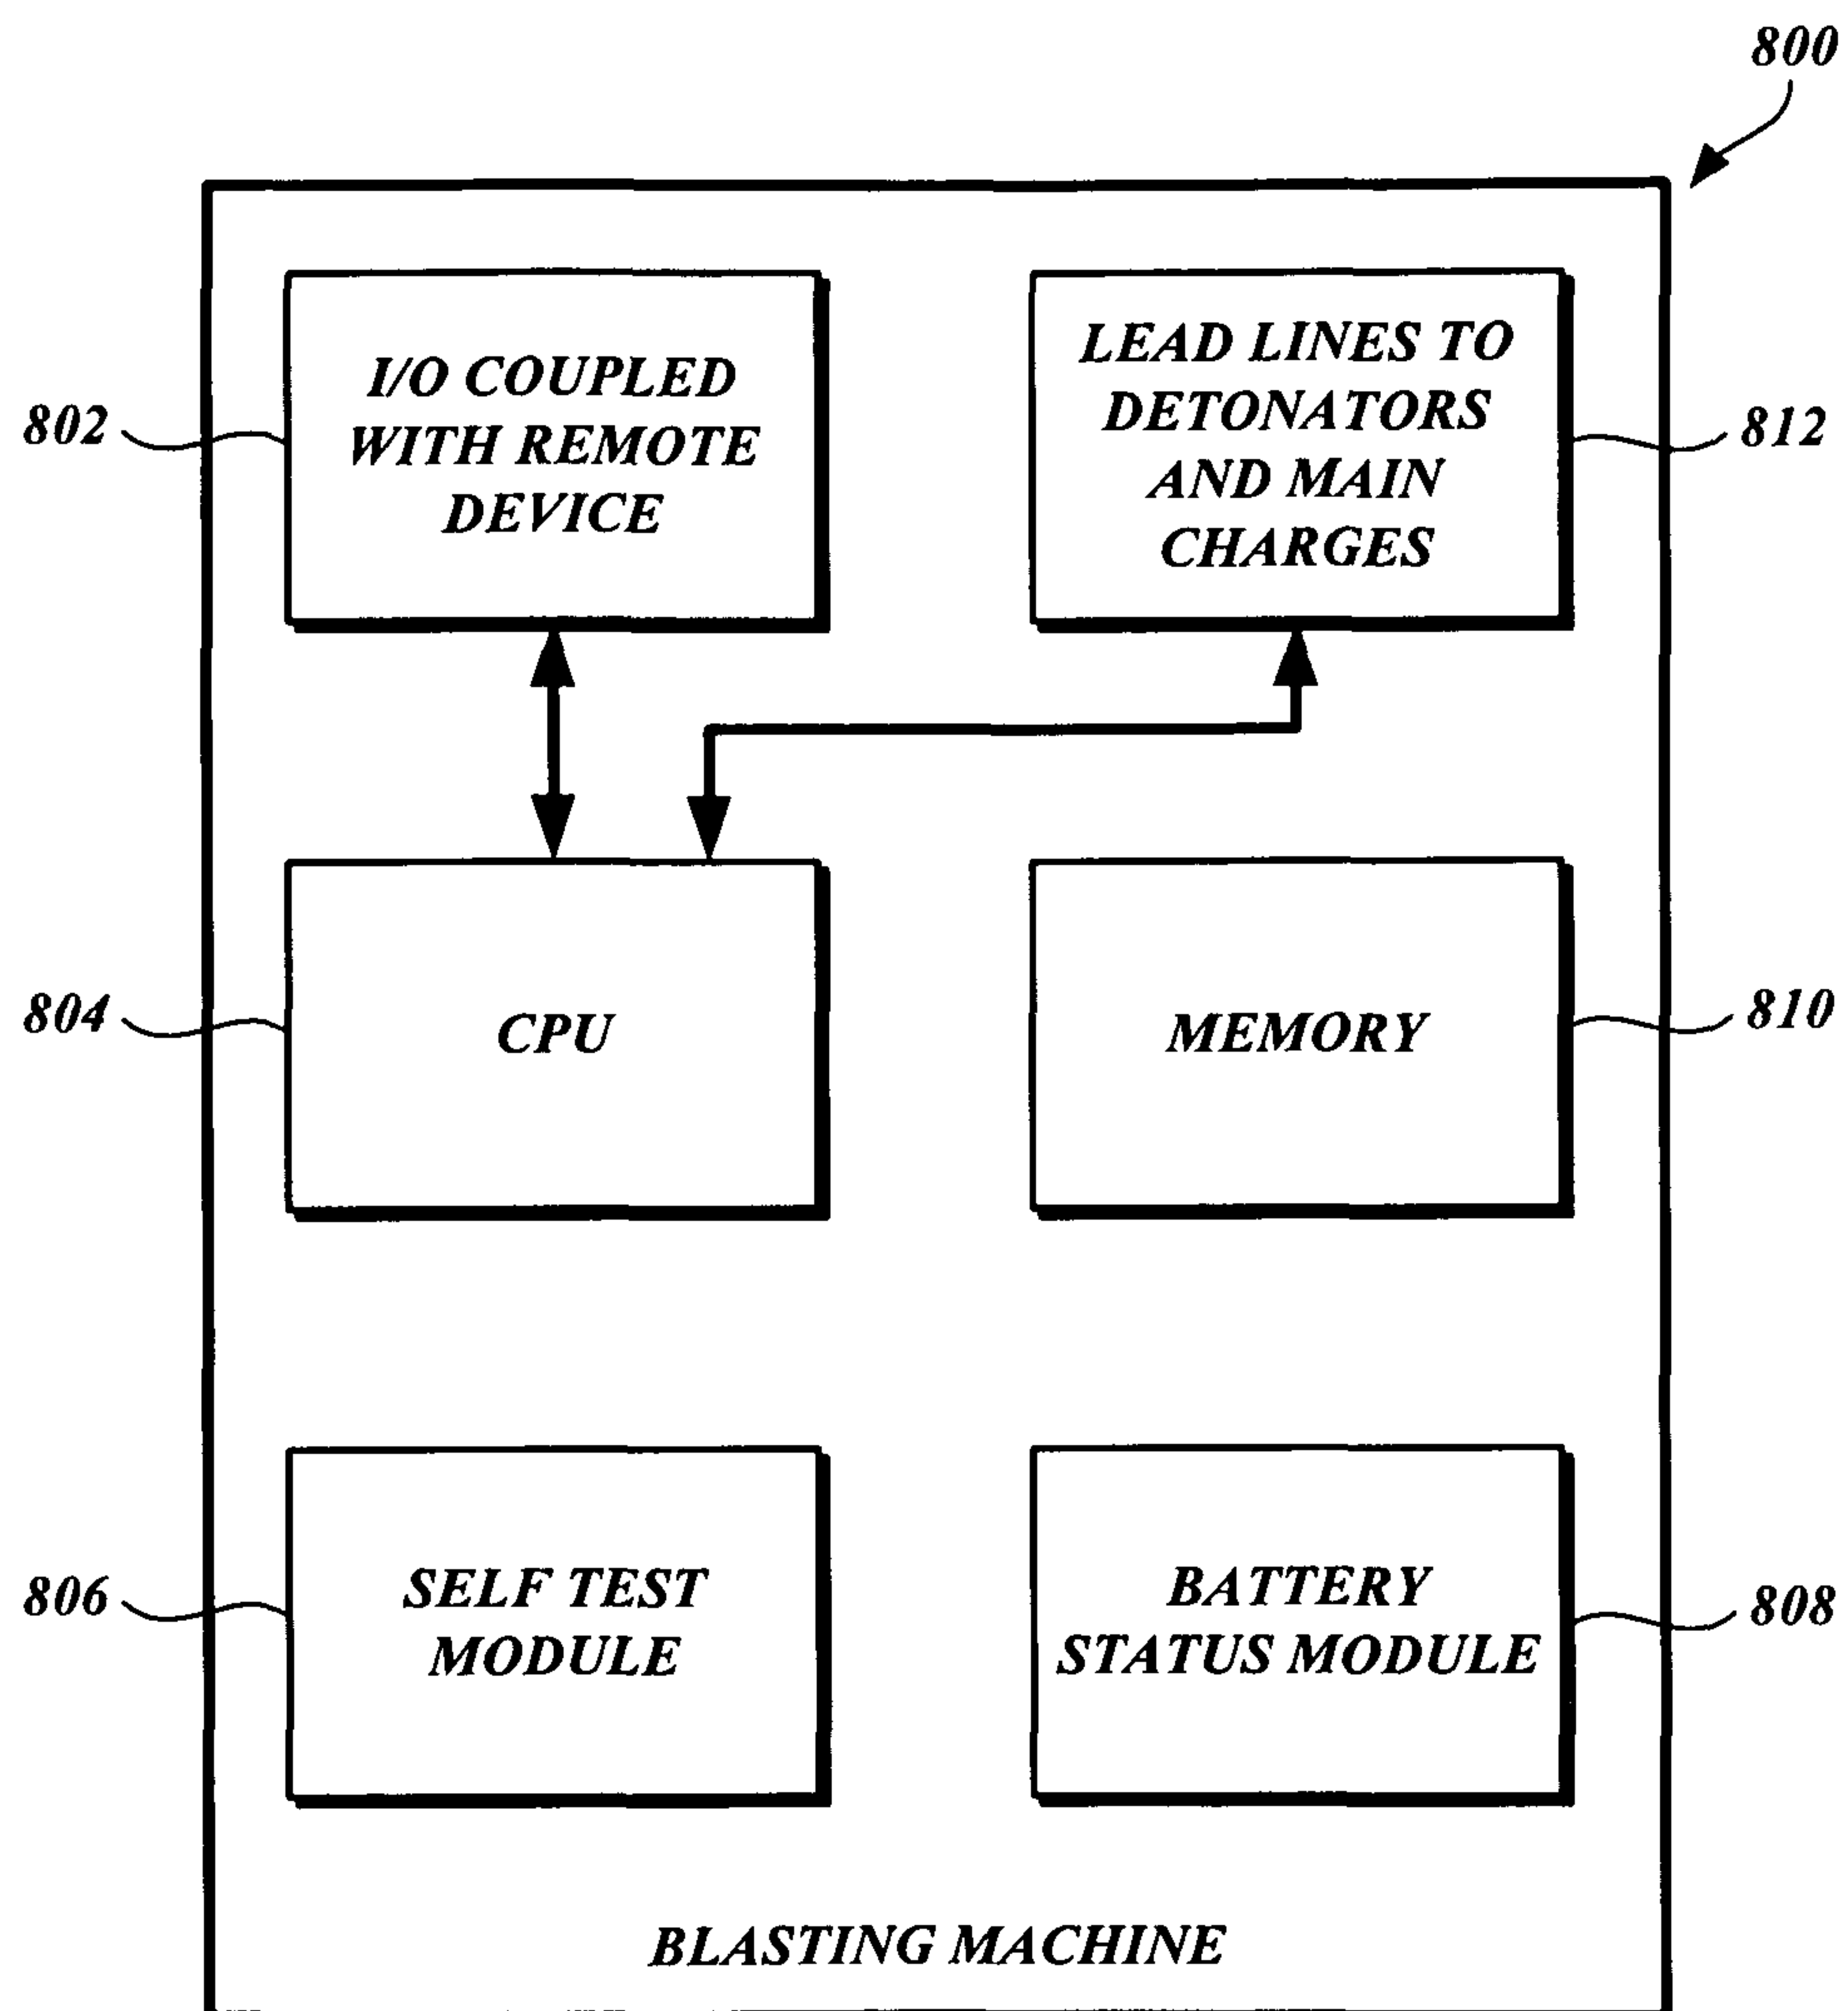 800
I/O COUPLED
WITH REMOTE
DEVICE
802
LEAD LINES TO
DETONATORS
AND MAIN
CHARGES
812
CPU
804
MEMORY
810
SELF TEST
MODULE
806
BATTERY
STATUS MODULE
808
BLASTING MACHINE